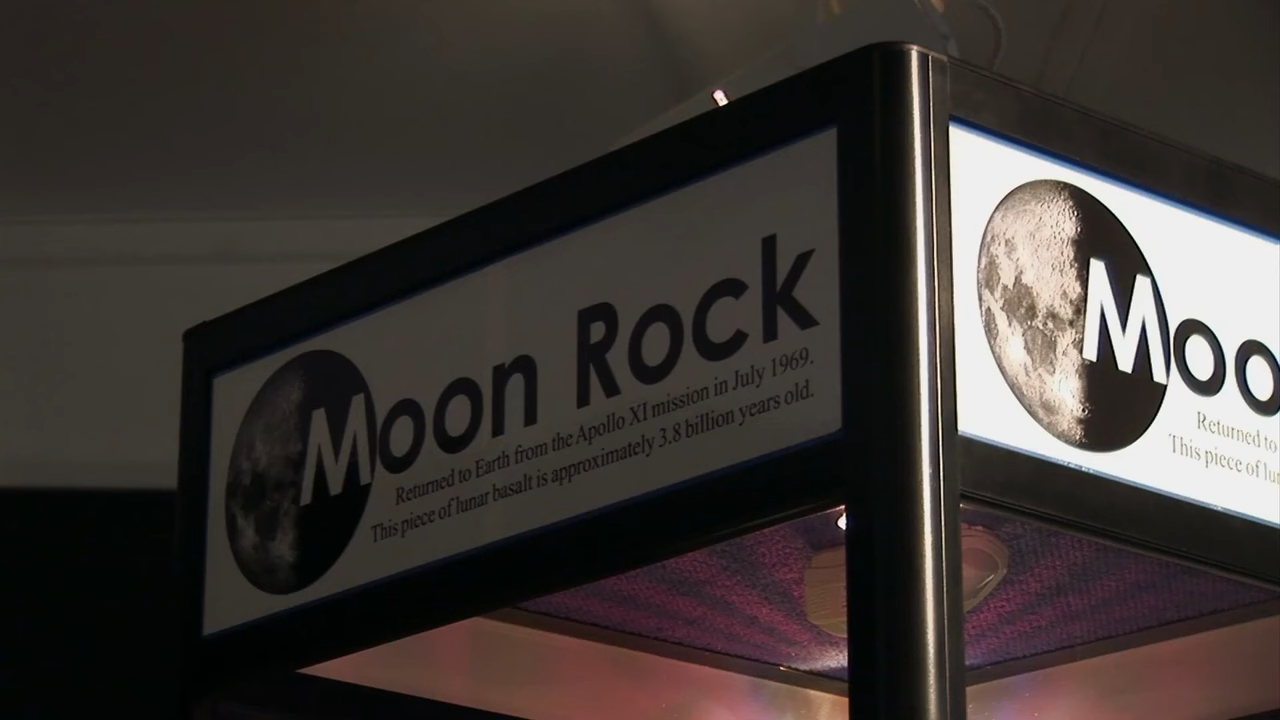 Moon Rock
Returned to Earth from the Apollo XI mission in July 1969.
This piece of lunar basalt is approximately 3.8 billion years old.
Moo
Returned to
This piece of lu